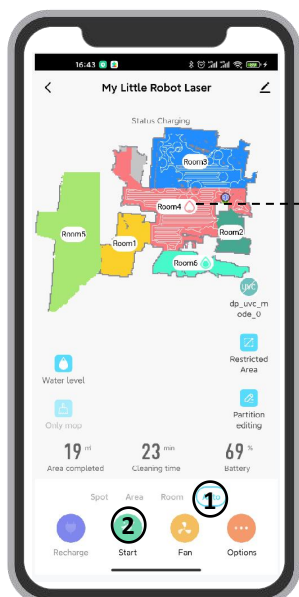 16:43
My Little Robot Laser
Status Charging
Room3
Room4
Room5
Room1
Room2
Room6
UVC
dp_uvc_m
ode_0
Water level
Restricted
Area
Only map
Partition
editing
19 ㎡
23 min
69 %
Area completed
Cleaning time
Battery
Spot
Area
Room
1
2
Recharge
Start
Fan
Options